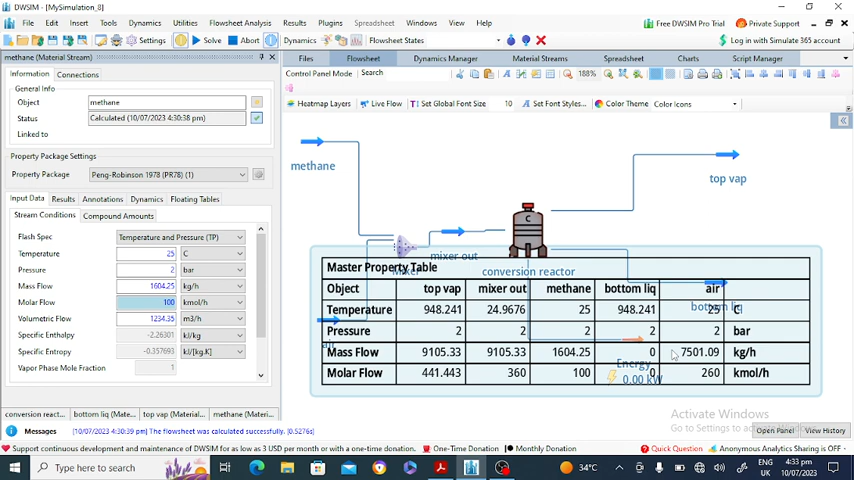 DWSIM - [MySimulation_8]
File Edit Insert Tools Dynamics Utilities Flowsheet Analysis Results Plugins Spreadsheet Windows View Help
Free DWSIM Pro Trial Private Support
Settings Solve Abort Dynamics Flowsheet States Log in with Simulate 365 account
methane (Material Stream)
Files Flowsheet Dynamics Manager Material Streams Spreadsheet Charts Script Manager
Information Connections
Control Panel Mode Search 188%
General Info
Object methane
Heatmap Layers Live Flow Set Global Font Size 10 Set Font Styles... Color Theme Color Icons
Status Calculated (10/07/2023 4:30:38 pm)
Linked to
Property Package Settings
Property Package Peng-Robinson 1978 (PR78) (1)
Input Data Results Annotations Dynamics Floating Tables
Stream Conditions Compound Amounts
Flash Spec Temperature and Pressure (TP)
Temperature 25 C
Pressure 2 bar
Mass Flow 1604.25 kg/h
Molar Flow 100 kmol/h
Volumetric Flow 1234.35 m3/h
Specific Enthalpy -2.26301 kJ/kg
Specific Entropy -0.357693 kJ/[kg.K]
Vapor Phase Mole Fraction 1
methane
top vap
mixer out
Mixer
conversion reactor
bottom liq
air
Energy
0.00 kW
Master Property Table
Object top vap mixer out methane bottom liq air
Temperature 948.241 24.9676 25 948.241 25 C
Pressure 2 2 2 2 2 bar
Mass Flow 9105.33 9105.33 1604.25 0 7501.09 kg/h
Molar Flow 441.443 360 100 0 260 kmol/h
Activate Windows
Go to Settings to
conversion react... bottom liq (Mate... top vap (Material... methane (Materi...
Open Panel View History
Messages [10/07/2023 4:30:39 pm] The flowsheet was calculated successfully. [0.5276s]
Support continuous development and maintenance of DWSIM for as low as 3 USD per month or with a one-time donation. One-Time Donation Monthly Donation Quick Question Anonymous Analytics Sharing is OFF
Type here to search 34°C ENG 4:33 pm
UK 10/07/2023